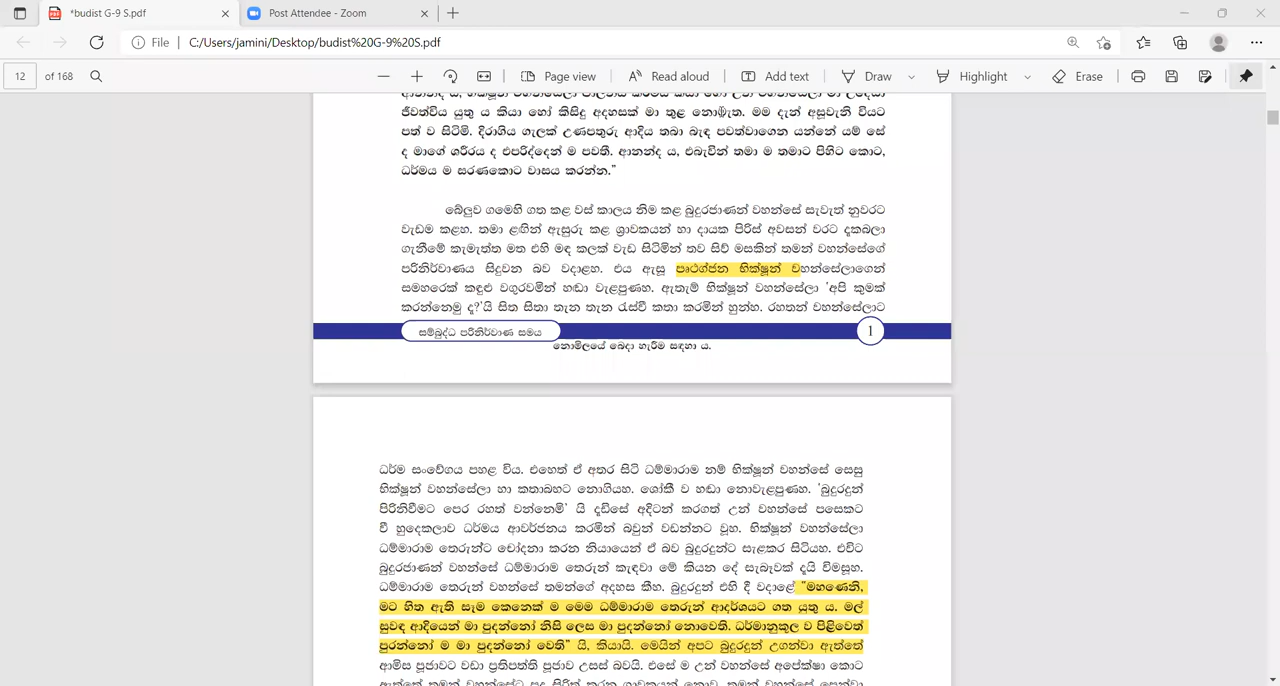 *budist G-9 S.pdf
Post Attendee - Zoom
File
C:/Users/jamini/Desktop/budist%20G-9%20S.pdf
12 of 168
Page view
Read aloud
Add text
Draw
Highlight
Erase
ජීවත්විය යුතු ය කියා හෝ කිසිදු අදහසක් මා තුළ නොමැත. මම දැන් අසූවැනි වියට
පත් ව සිටිමි. දිරාගිය ගැලක් උණපතුරු ආදිය තබා බැඳ පවත්වාගෙන යන්නේ යම් සේ
ද මාගේ ශරීරය ද එපරිද්දෙන් ම පවතී. ආනන්ද ය, එබැවින් තමා ම තමාට පිහිට කොට,
ධර්මය ම සරණකොට වාසය කරන්න.”
බේලුව ගමෙහි ගත කළ වස් කාලය නිම කළ බුදුරජාණන් වහන්සේ සැවැත් නුවරට
වැඩම කළහ. තමා ළඟින් ඇසුරු කළ ශ්‍රාවකයන් හා දායක පිරිස් අවසන් වරට දැකබලා
ගැනීමේ කැමැත්ත මත එහි මඳ කලක් වැඩ සිටිමින් තව සිව් මසකින් තමන් වහන්සේගේ
පරිනිර්වාණය සිදුවන බව වදාළහ. එය ඇසූ පෘථග්ජන භික්ෂූන් වහන්සේලාගෙන්
සමහරෙක් කඳුළු වගුරවමින් හඬා වැළපුණහ. ඇතැම් භික්ෂූන් වහන්සේලා 'අපි කුමක්
කරන්නෙමු ද?'යි සිත සිතා තැන තැන රැස්වී කතා කරමින් හුන්හ. රහතන් වහන්සේලාට
සම්බුද්ධ පරිනිර්වාණ සමය
1
නොමිලයේ බෙදා හැරීම සඳහා ය.
ධර්ම සංවේගය පහළ විය. එහෙත් ඒ අතර සිටි ධම්මාරාම නම් භික්ෂූන් වහන්සේ සෙසු
භික්ෂූන් වහන්සේලා හා කතාබහට නොගියහ. ශෝකී ව හඬා නොවැළපුණහ. 'බුදුරදුන්
පිරිනිවීමට පෙර රහත් වන්නෙමි' යි දැඩිසේ අදිටන් කරගත් උන් වහන්සේ පසෙකට
වී හුදෙකලාව ධර්මය ආවර්ජනය කරමින් බවුන් වඩන්නට වූහ. භික්ෂූන් වහන්සේලා
ධම්මාරාම තෙරුන්ට චෝදනා කරන නියායෙන් ඒ බව බුදුරදුන්ට සැළකර සිටියහ. එවිට
බුදුරජාණන් වහන්සේ ධම්මාරාම තෙරුන් කැඳවා මේ කියන දේ සැබෑවක් දැයි විමසූහ.
ධම්මාරාම තෙරුන් වහන්සේ තමන්ගේ අදහස කීහ. බුදුරදුන් එහි දී වදාළේ “මහණෙනි,
මට හිත ඇති සෑම කෙනෙක් ම මෙම ධම්මාරාම තෙරුන් ආදර්ශයට ගත යුතු ය. මල්
සුවඳ ආදියෙන් මා පුදන්නෝ නිසි ලෙස මා පුදන්නෝ නොවෙති. ධර්මානුකූල ව පිළිවෙත්
පුරන්නෝ ම මා පුදන්නෝ වෙති” යි, කියායි. මෙයින් අපට බුදුරදුන් උගන්වා ඇත්තේ
ආමිස පූජාවට වඩා ප්‍රතිපත්ති පූජාව උසස් බවයි. එසේ ම උන් වහන්සේ අපේක්ෂා කොට